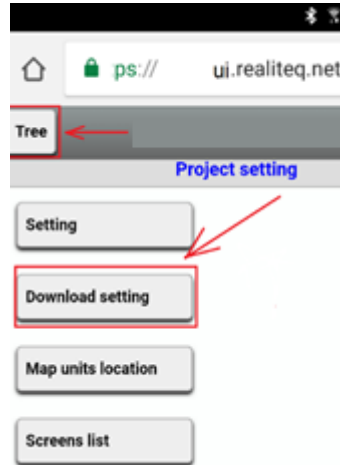 ps:// ui.realiteq.net
Tree
Project setting
Setting
Download setting
Map units location
Screens list